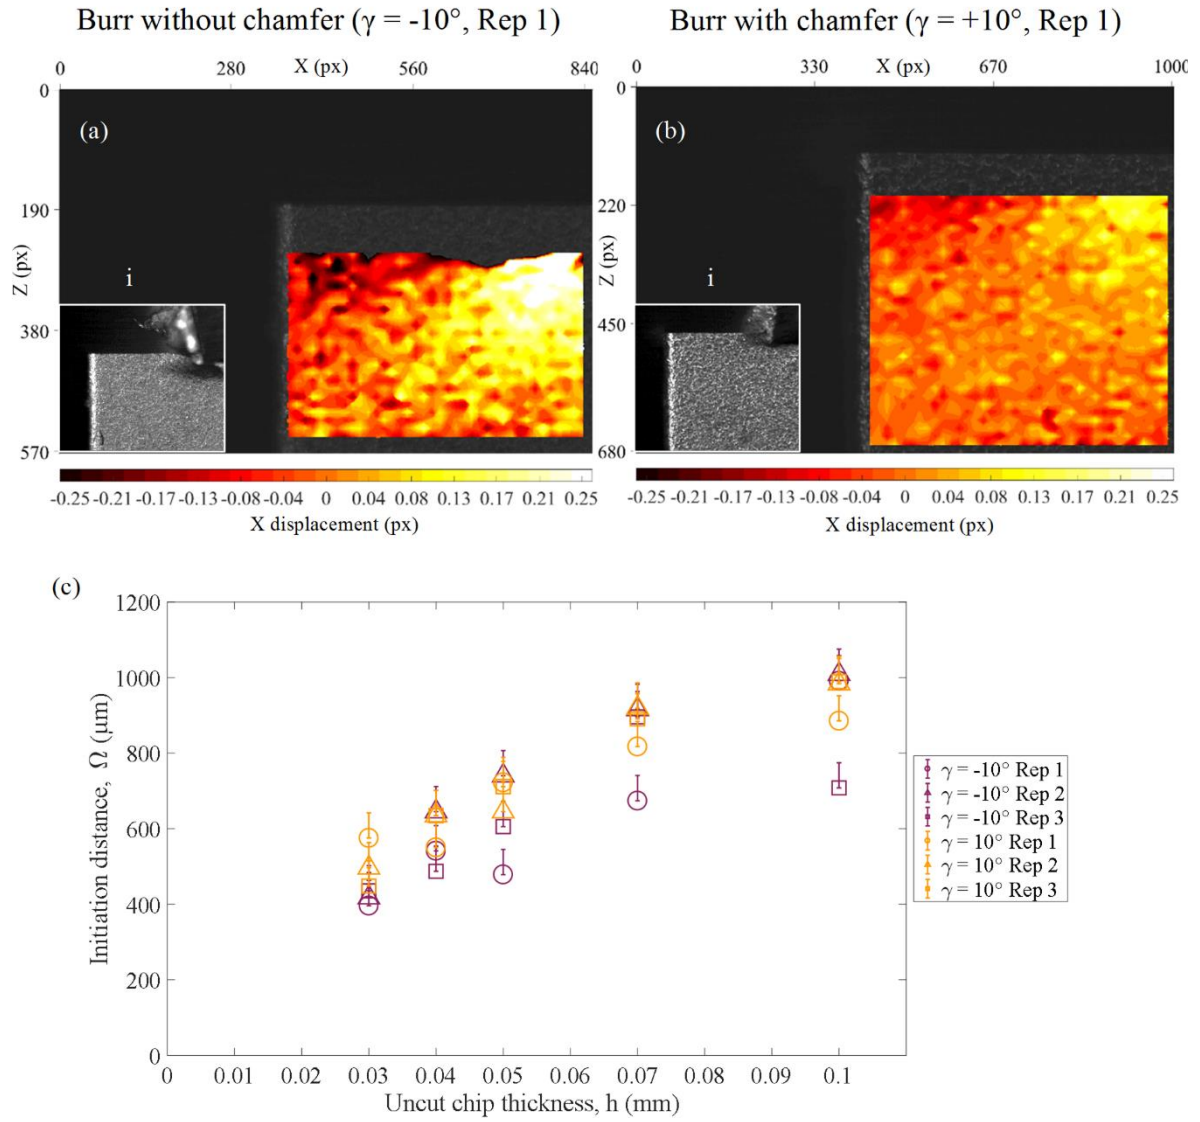 Burr without chamfer (γ = -10°, Rep 1)
Burr with chamfer (γ = +10°, Rep 1)
0 280 X (px) 560 840
0 330 X (px) 670 1000
0
190
380
570
Z (px)
(a)
i
0
220
450
680
Z (px)
(b)
i
-0.25 -0.21 -0.17 -0.13 -0.08 -0.04 0 0.04 0.08 0.13 0.17 0.21 0.25
X displacement (px)
-0.25 -0.21 -0.17 -0.13 -0.08 -0.04 0 0.04 0.08 0.13 0.17 0.21 0.25
X displacement (px)
(c)
1200
1000
800
600
400
200
0
Initiation distance, Ω (μm)
0 0.01 0.02 0.03 0.04 0.05 0.06 0.07 0.08 0.09 0.1
Uncut chip thickness, h (mm)
γ = -10° Rep 1
γ = -10° Rep 2
γ = -10° Rep 3
γ = 10° Rep 1
γ = 10° Rep 2
γ = 10° Rep 3